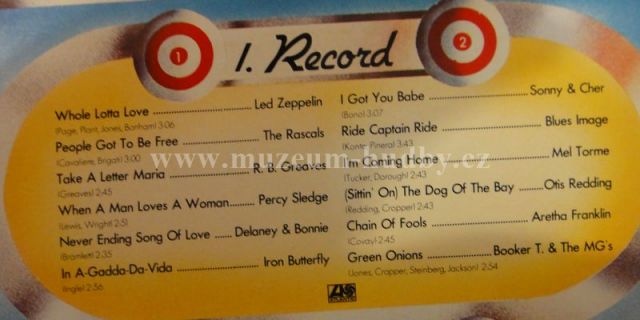 1
I. Record
2
Whole Lotta Love Led Zeppelin
(Page, Plant, Jones, Bonham) 3:06
People Got To Be Free The Rascals
(Cavaliere, Brigati) 3:00
Take A Letter Maria R. B. Greaves
(Greaves) 2:45
When A Man Loves A Woman Percy Sledge
(Lewis, Wright) 2:51
Never Ending Song Of Love Delaney & Bonnie
(Bramlett) 2:35
In A-Gadda-Da-Vida Iron Butterfly
(Ingle) 2:56
I Got You Babe Sonny & Cher
(Bono) 3:07
Ride Captain Ride Blues Image
(Konte, Pinera) 3:43
I'm Coming Home Mel Torme
(Tucker, Dorough) 2:43
(Sittin' On) The Dog Of The Bay Otis Redding
(Redding, Cropper) 2:43
Chain Of Fools Aretha Franklin
(Covay) 2:45
Green Onions Booker T. & The MG's
(Jones, Cropper, Steinberg, Jackson) 2:54
www.muzeum-hudby.cz